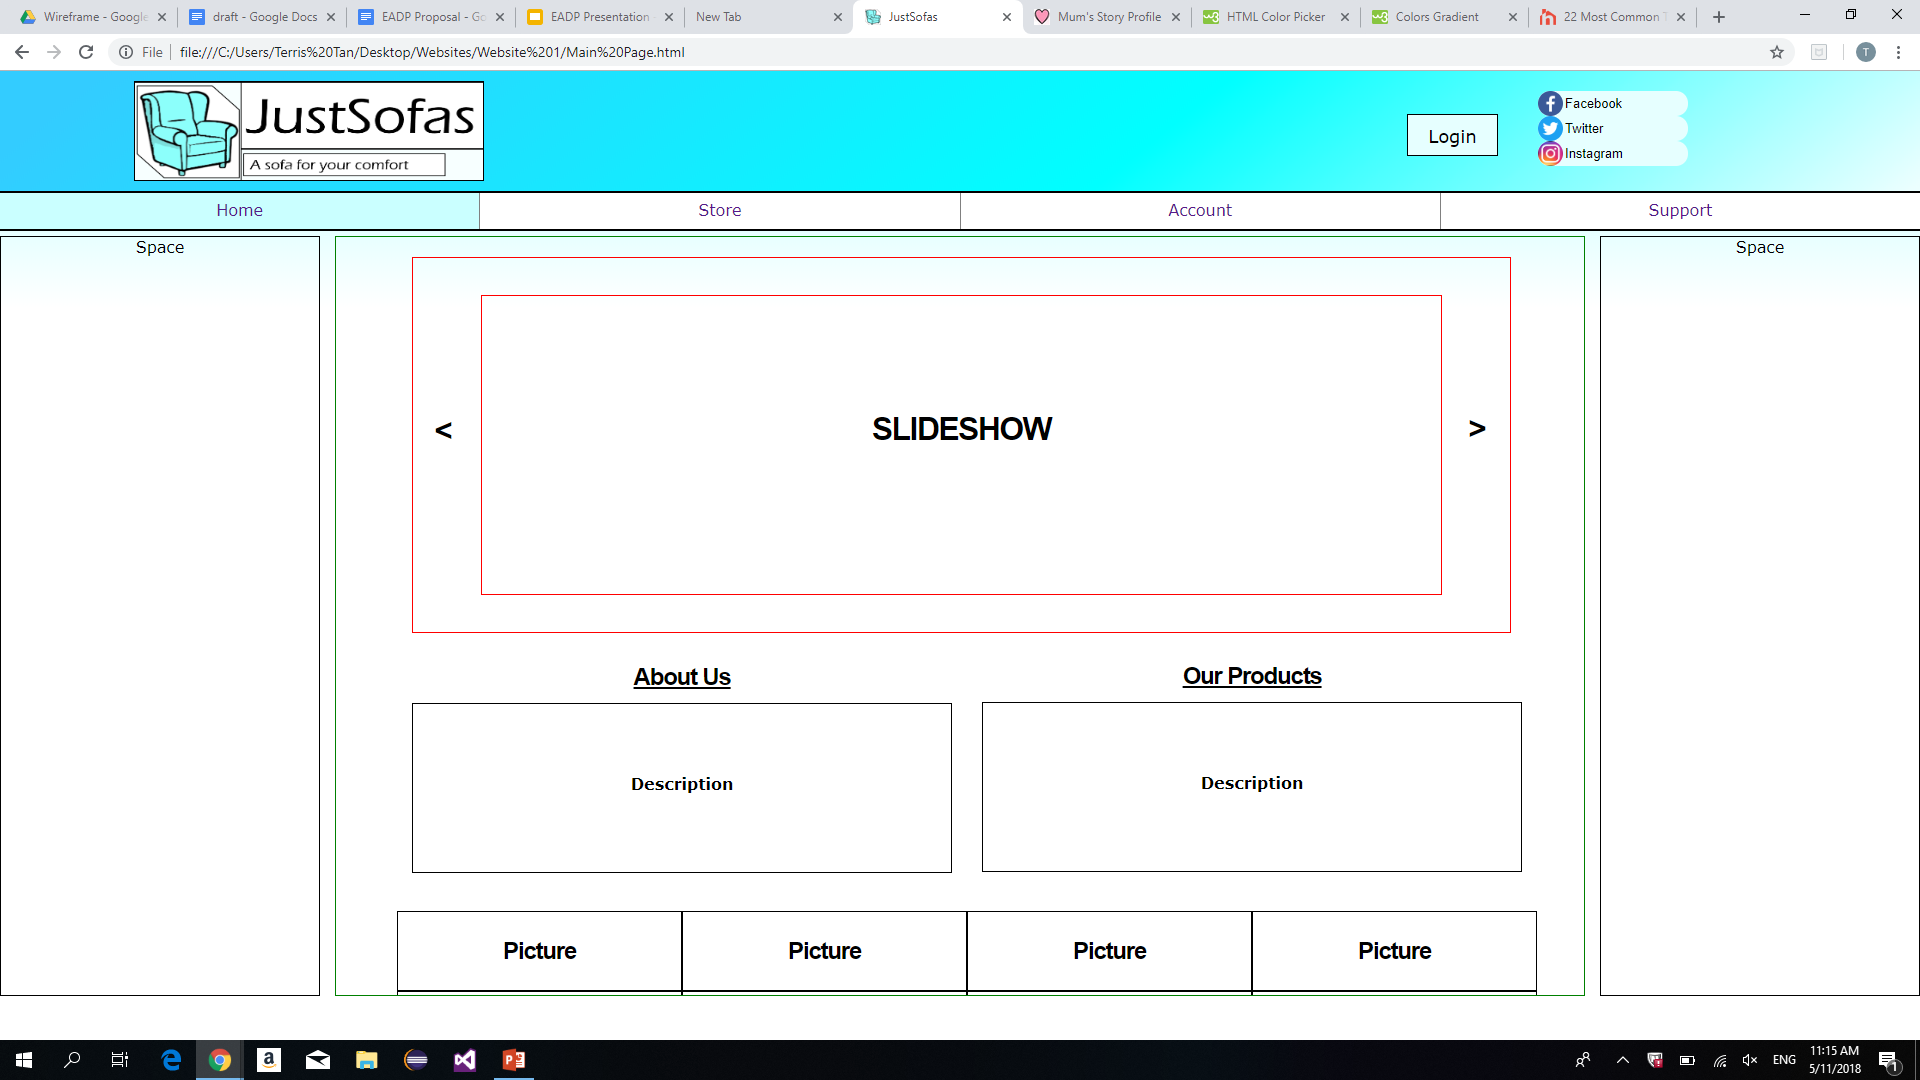 Wireframe - Google
draft - Google Docs
EADP Proposal - Go
EADP Presentation
New Tab
JustSofas
Mum's Story Profile
HTML Color Picker
Colors Gradient
22 Most Common T
File
file:///C:/Users/Terris%20Tan/Desktop/Websites/Website%201/Main%20Page.html
T
JustSofas
A sofa for your comfort
Login
Facebook
Twitter
Instagram
Home
Store
Account
Support
Space
Space
<
SLIDESHOW
>
About Us
Our Products
Description
Description
Picture
Picture
Picture
Picture
ENG
11:15 AM
5/11/2018
1